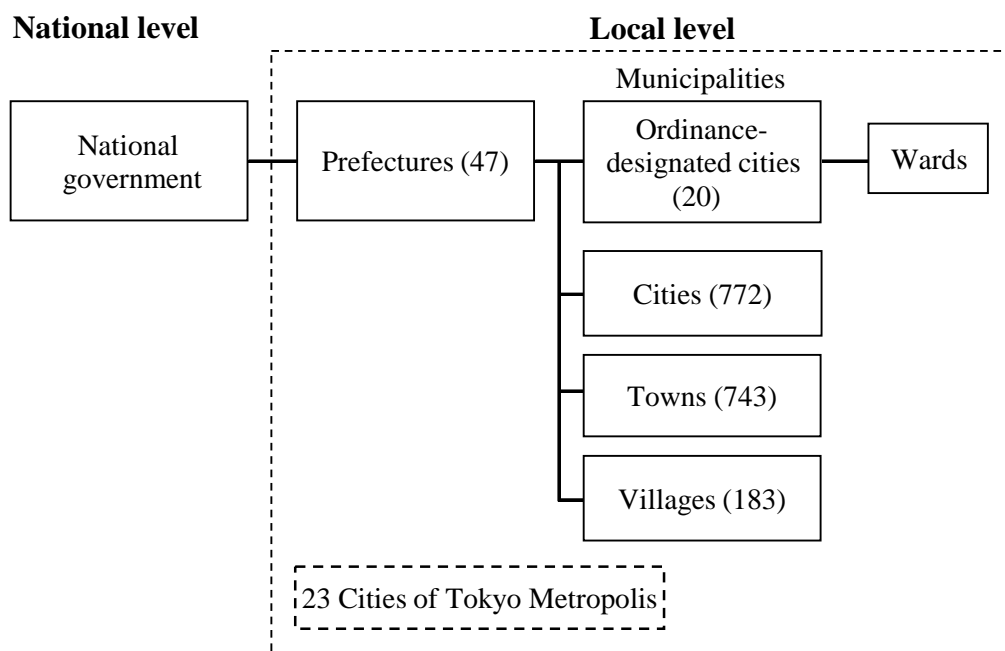 National level
Local level
Municipalities
National
government
Prefectures (47)
Ordinance-
designated cities
(20)
Wards
Cities (772)
Towns (743)
Villages (183)
23 Cities of Tokyo Metropolis